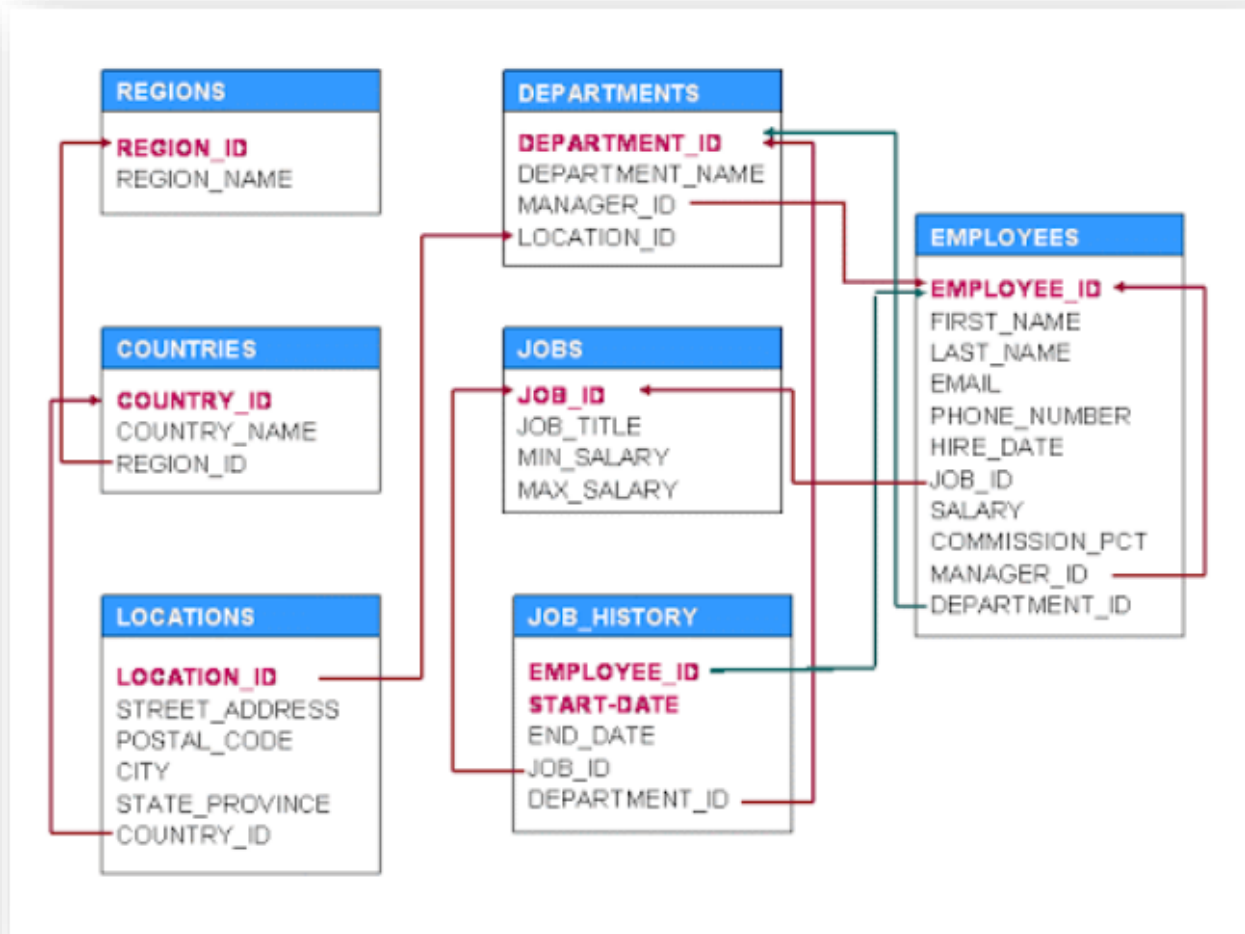 REGIONS
REGION_ID
REGION_NAME
COUNTRIES
COUNTRY_ID
COUNTRY_NAME
REGION_ID
LOCATIONS
LOCATION_ID
STREET_ADDRESS
POSTAL_CODE
CITY
STATE_PROVINCE
COUNTRY_ID
DEPARTMENTS
DEPARTMENT_ID
DEPARTMENT_NAME
MANAGER_ID
LOCATION_ID
JOBS
JOB_ID
JOB_TITLE
MIN_SALARY
MAX_SALARY
JOB_HISTORY
EMPLOYEE_ID
START-DATE
END_DATE
JOB_ID
DEPARTMENT_ID
EMPLOYEES
EMPLOYEE_ID
FIRST_NAME
LAST_NAME
EMAIL
PHONE_NUMBER
HIRE_DATE
JOB_ID
SALARY
COMMISSION_PCT
MANAGER_ID
DEPARTMENT_ID